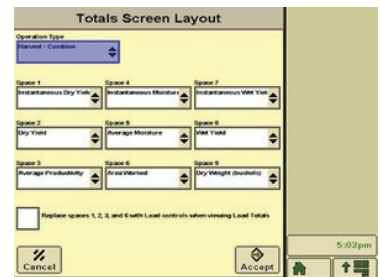 Totals Screen Layout
Operation Type
Harvest - Combine
Space 1 Space 4 Space 7
Instantaneous Dry Yield Instantaneous Moisture Instantaneous Wet Yiel
Space 2 Space 5 Space 8
Dry Yield Average Moisture Wet Yield
Space 3 Space 6 Space 9
Average Productivity Area Worked Dry Weight (bushels)
Replace spaces 1, 2, 3, and 6 with Load controls when viewing Load Totals
5:02pm
Cancel Accept